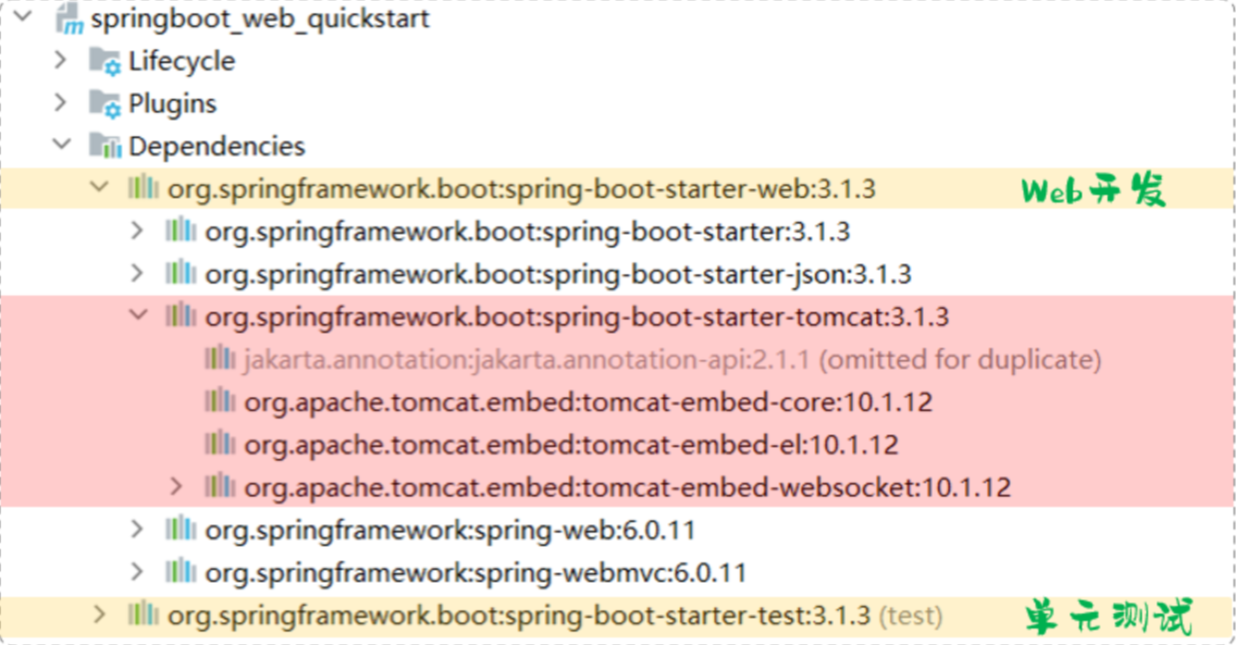 springboot_web_quickstart
Lifecycle
Plugins
Dependencies
org.springframework.boot:spring-boot-starter-web:3.1.3 Web开发
org.springframework.boot:spring-boot-starter:3.1.3
org.springframework.boot:spring-boot-starter-json:3.1.3
org.springframework.boot:spring-boot-starter-tomcat:3.1.3
jakarta.annotation:jakarta.annotation-api:2.1.1 (omitted for duplicate)
org.apache.tomcat.embed:tomcat-embed-core:10.1.12
org.apache.tomcat.embed:tomcat-embed-el:10.1.12
org.apache.tomcat.embed:tomcat-embed-websocket:10.1.12
org.springframework:spring-web:6.0.11
org.springframework:spring-webmvc:6.0.11
org.springframework.boot:spring-boot-starter-test:3.1.3 (test) 单元测试